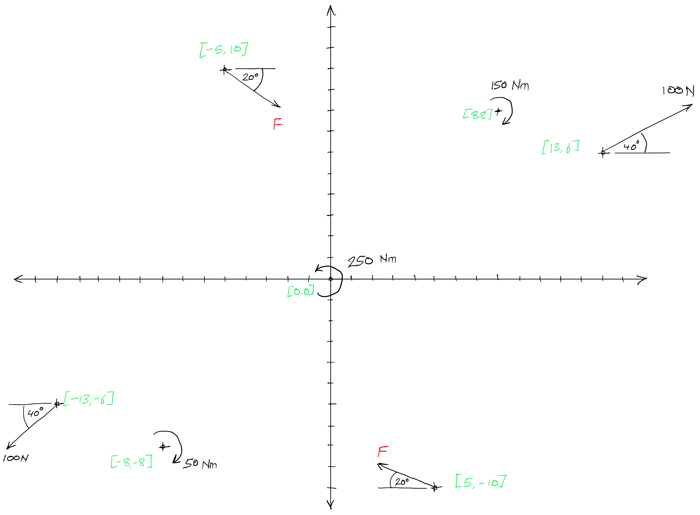 [-5, 10]
20°
F
150 Nm
[8,8]
100N
[13, 6]
40°
250 Nm
[0,0]
[-13, -6]
40°
100N
[-8,-8]
50 Nm
F
20°
[5, -10]